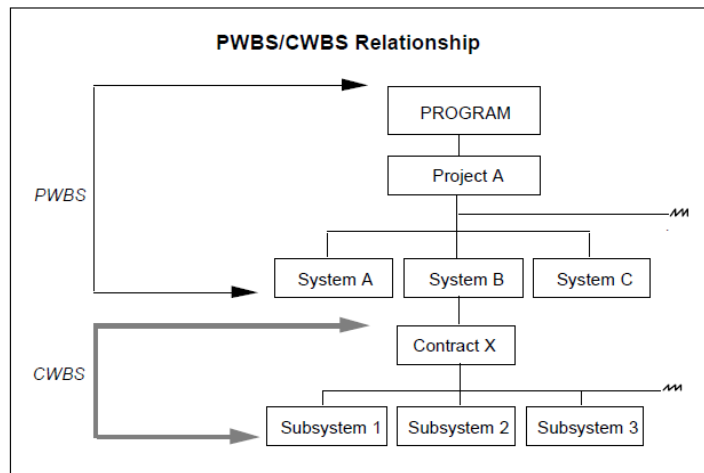 PWBS/CWBS Relationship
PROGRAM
Project A
PWBS
System A
System B
System C
Contract X
CWBS
Subsystem 1
Subsystem 2
Subsystem 3